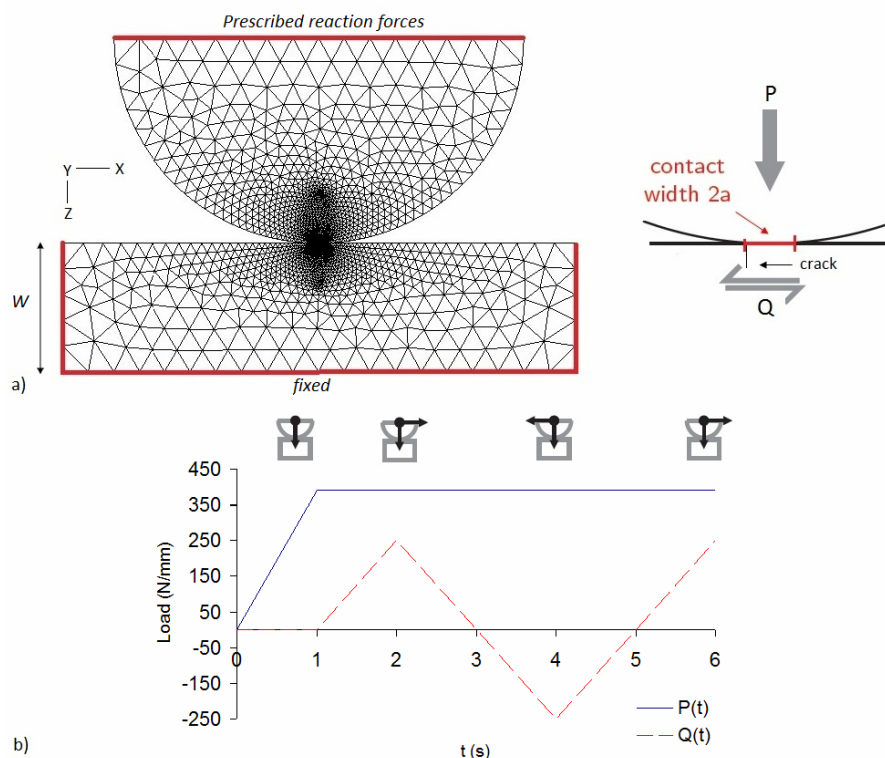 Prescribed reaction forces
Y X
Z
W
fixed
a)
P
contact
width 2a
crack
Q
450
350
250
150
50
-50
-150
-250
0 1 2 3 4 5 6
Load (N/mm)
t (s)
P(t)
Q(t)
b)